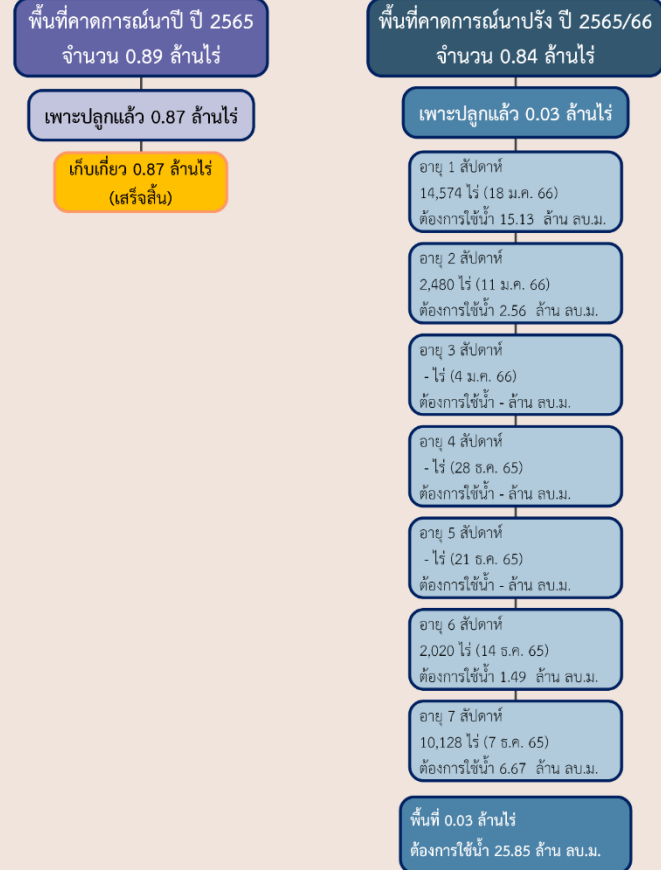 พื้นที่คาดการณ์นาปี ปี 2565
จำนวน 0.89 ล้านไร่
เพาะปลูกแล้ว 0.87 ล้านไร่
เก็บเกี่ยว 0.87 ล้านไร่
(เสร็จสิ้น)
พื้นที่คาดการณ์นาปรัง ปี 2565/66
จำนวน 0.84 ล้านไร่
เพาะปลูกแล้ว 0.03 ล้านไร่
อายุ 1 สัปดาห์
14,574 ไร่ (18 ม.ค. 66)
ต้องการใช้น้ำ 15.13 ล้าน ลบ.ม.
อายุ 2 สัปดาห์
2,480 ไร่ (11 ม.ค. 66)
ต้องการใช้น้ำ 2.56 ล้าน ลบ.ม.
อายุ 3 สัปดาห์
- ไร่ (4 ม.ค. 66)
ต้องการใช้น้ำ - ล้าน ลบ.ม.
อายุ 4 สัปดาห์
- ไร่ (28 ธ.ค. 65)
ต้องการใช้น้ำ - ล้าน ลบ.ม.
อายุ 5 สัปดาห์
- ไร่ (21 ธ.ค. 65)
ต้องการใช้น้ำ - ล้าน ลบ.ม.
อายุ 6 สัปดาห์
2,020 ไร่ (14 ธ.ค. 65)
ต้องการใช้น้ำ 1.49 ล้าน ลบ.ม.
อายุ 7 สัปดาห์
10,128 ไร่ (7 ธ.ค. 65)
ต้องการใช้น้ำ 6.67 ล้าน ลบ.ม.
พื้นที่ 0.03 ล้านไร่
ต้องการใช้น้ำ 25.85 ล้าน ลบ.ม.